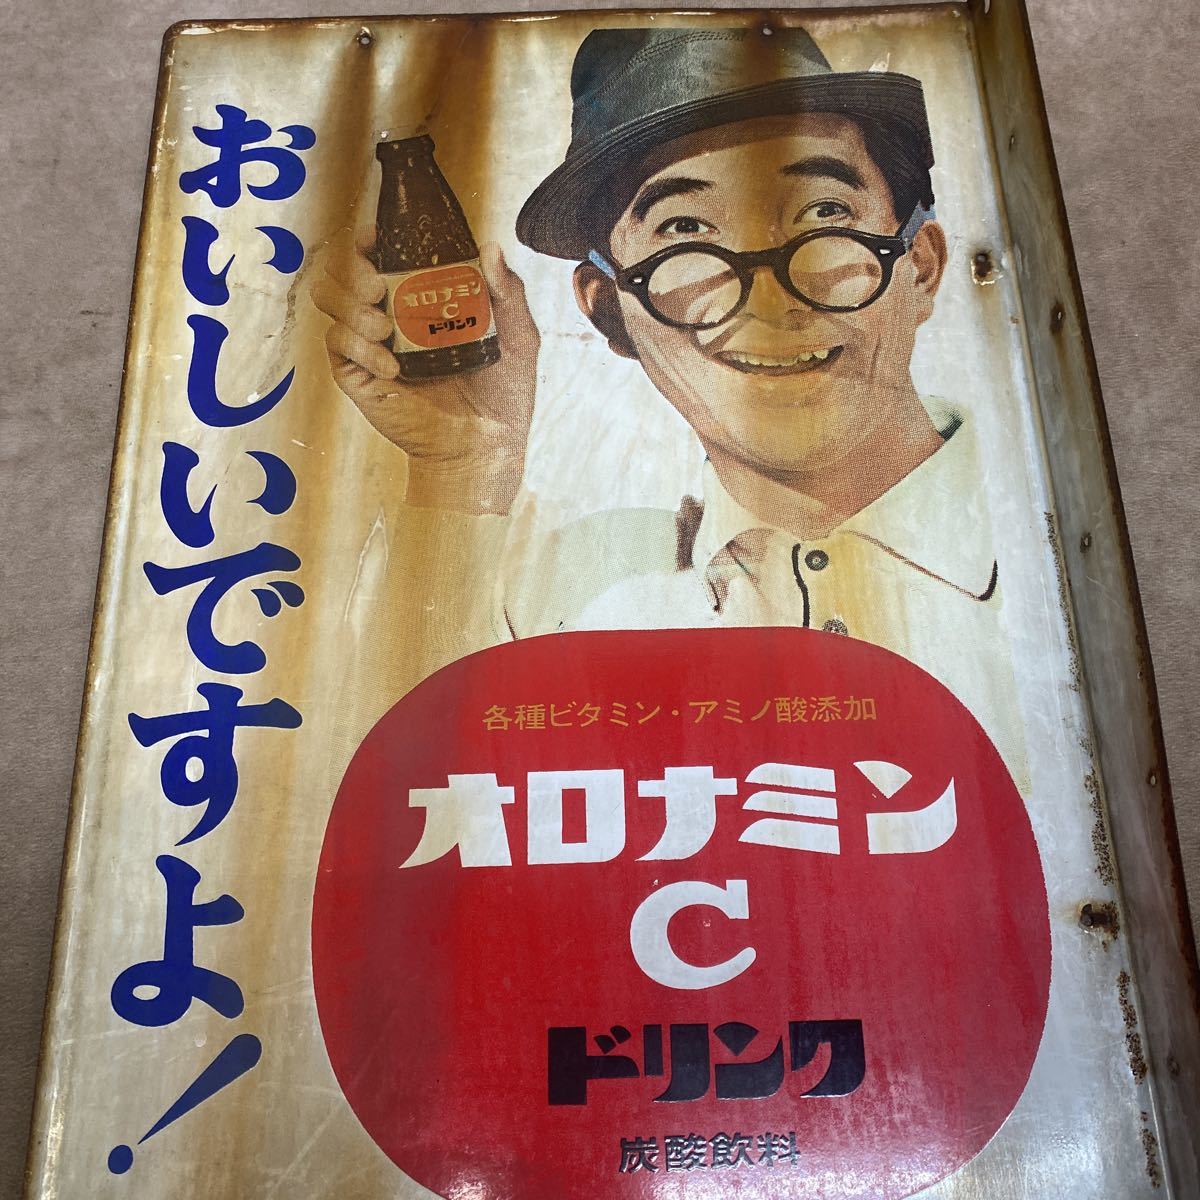 おいしいですよ!
オロナミン
C
ドリンク
各種ビタミン・アミノ酸添加
オロナミン
C
ドリンク
炭酸飲料